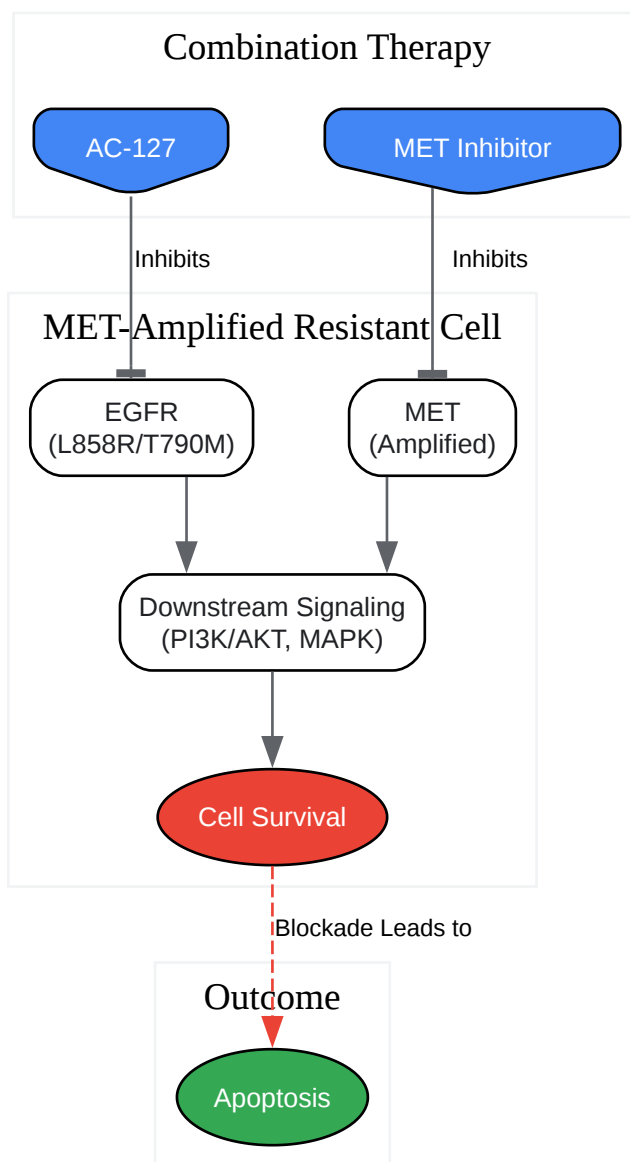 Combination Therapy
AC-127
MET Inhibitor
Inhibits
Inhibits
MET-Amplified Resistant Cell
EGFR
(L858R/T790M)
MET
(Amplified)
Downstream Signaling
(PI3K/AKT, MAPK)
Cell Survival
Blockade Leads to
Outcome
Apoptosis